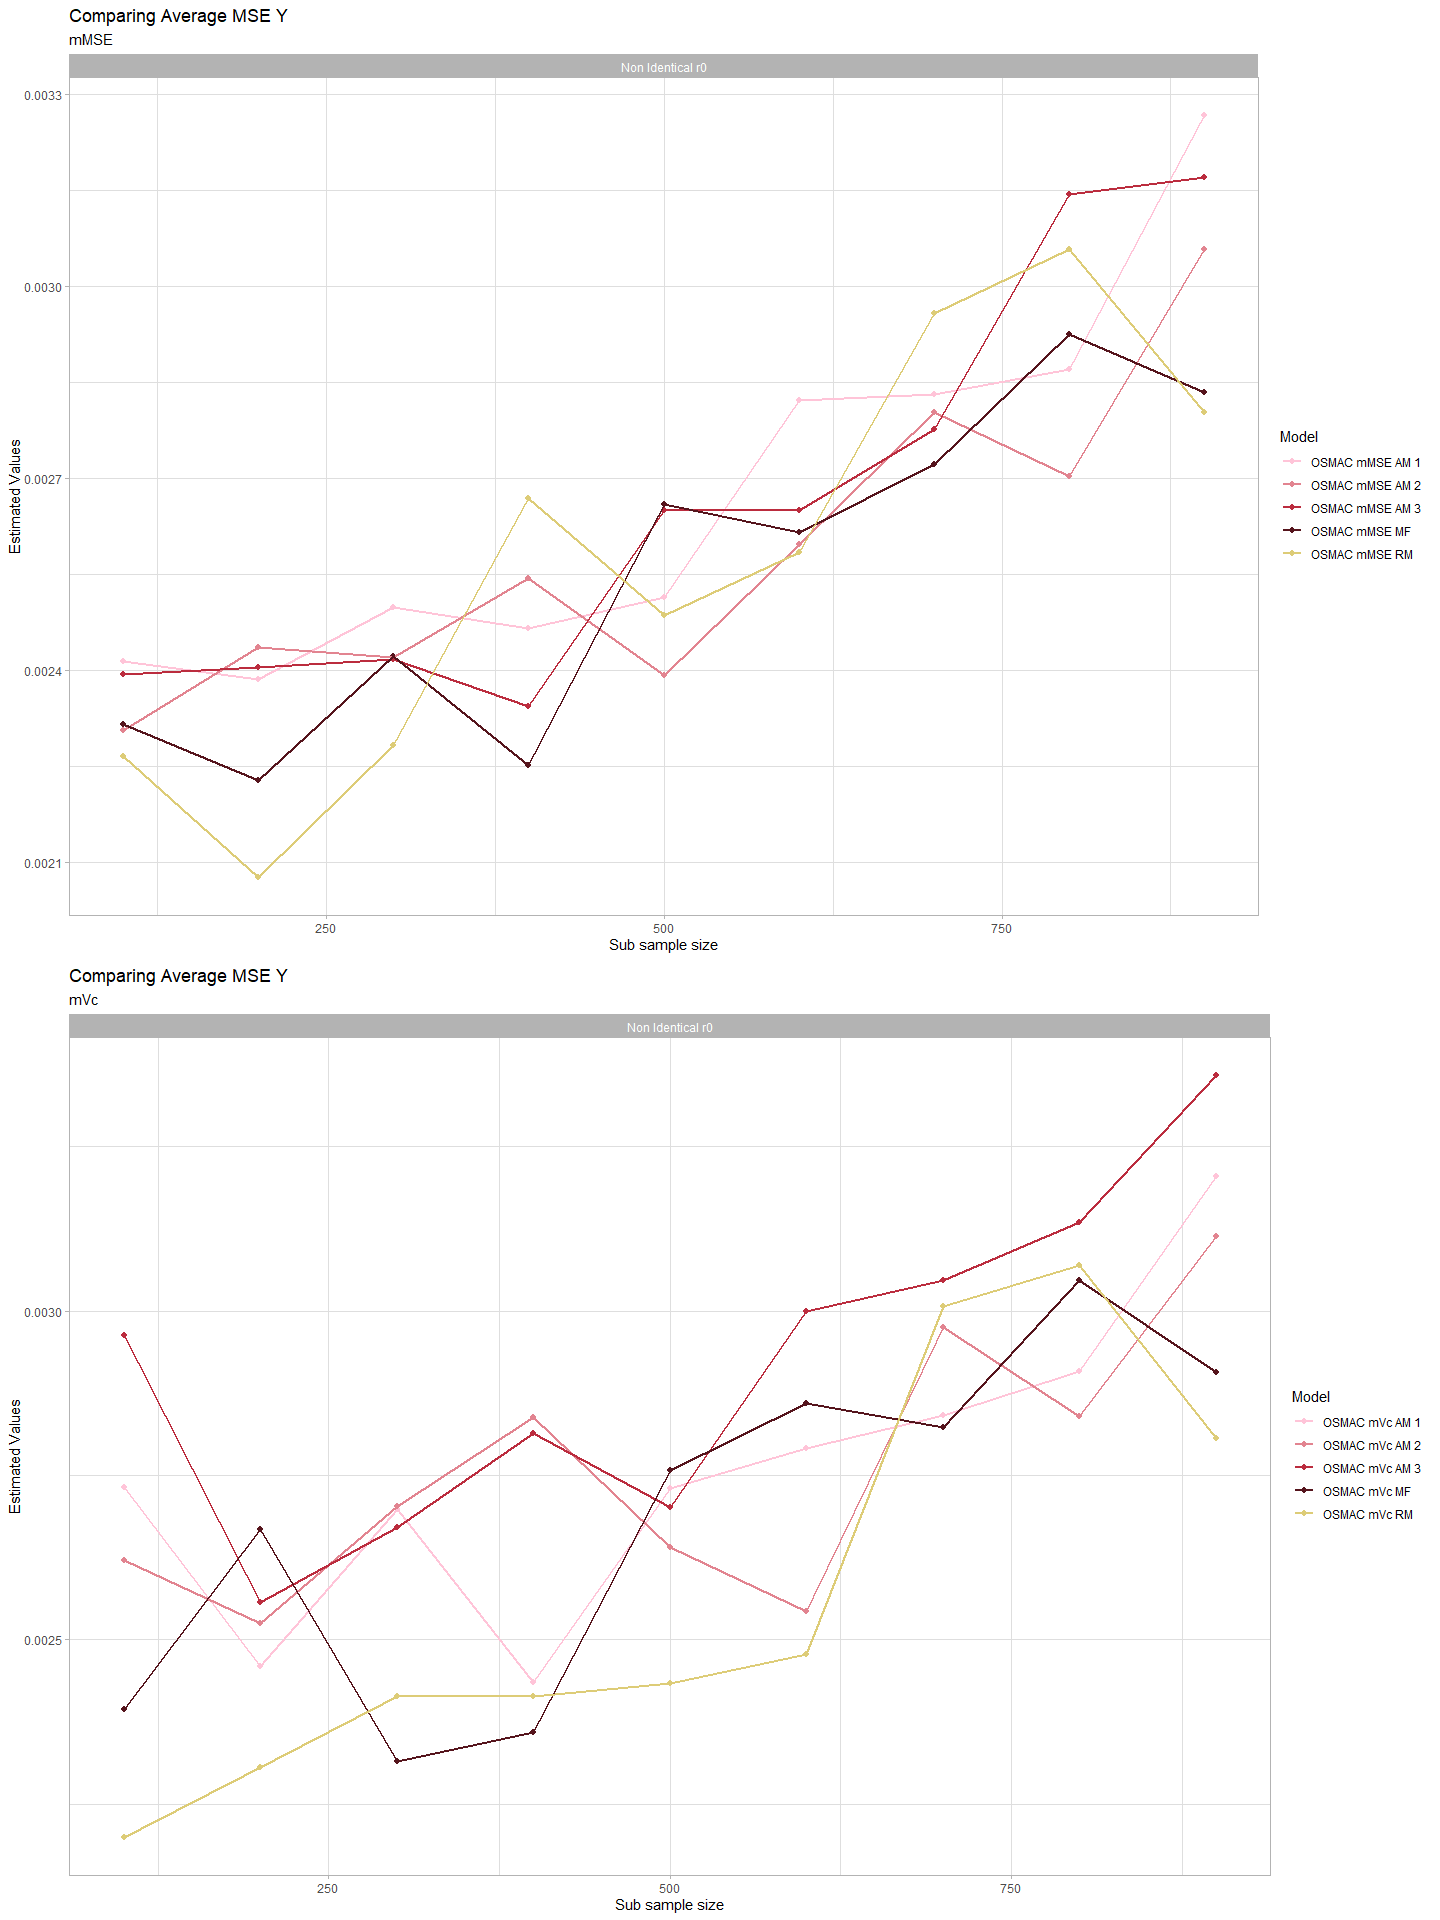 Comparing Average MSE Y
mMSE
Non Identical r0
0.0033
0.0030
0.0027
0.0024
0.0021
Estimated Values
250
500
750
Sub sample size
Model
OSMAC mMSE AM 1
OSMAC mMSE AM 2
OSMAC mMSE AM 3
OSMAC mMSE MF
OSMAC mMSE RM
Comparing Average MSE Y
mVc
Non Identical r0
0.0030
0.0025
Estimated Values
250
500
750
Sub sample size
Model
OSMAC mVc AM 1
OSMAC mVc AM 2
OSMAC mVc AM 3
OSMAC mVc MF
OSMAC mVc RM